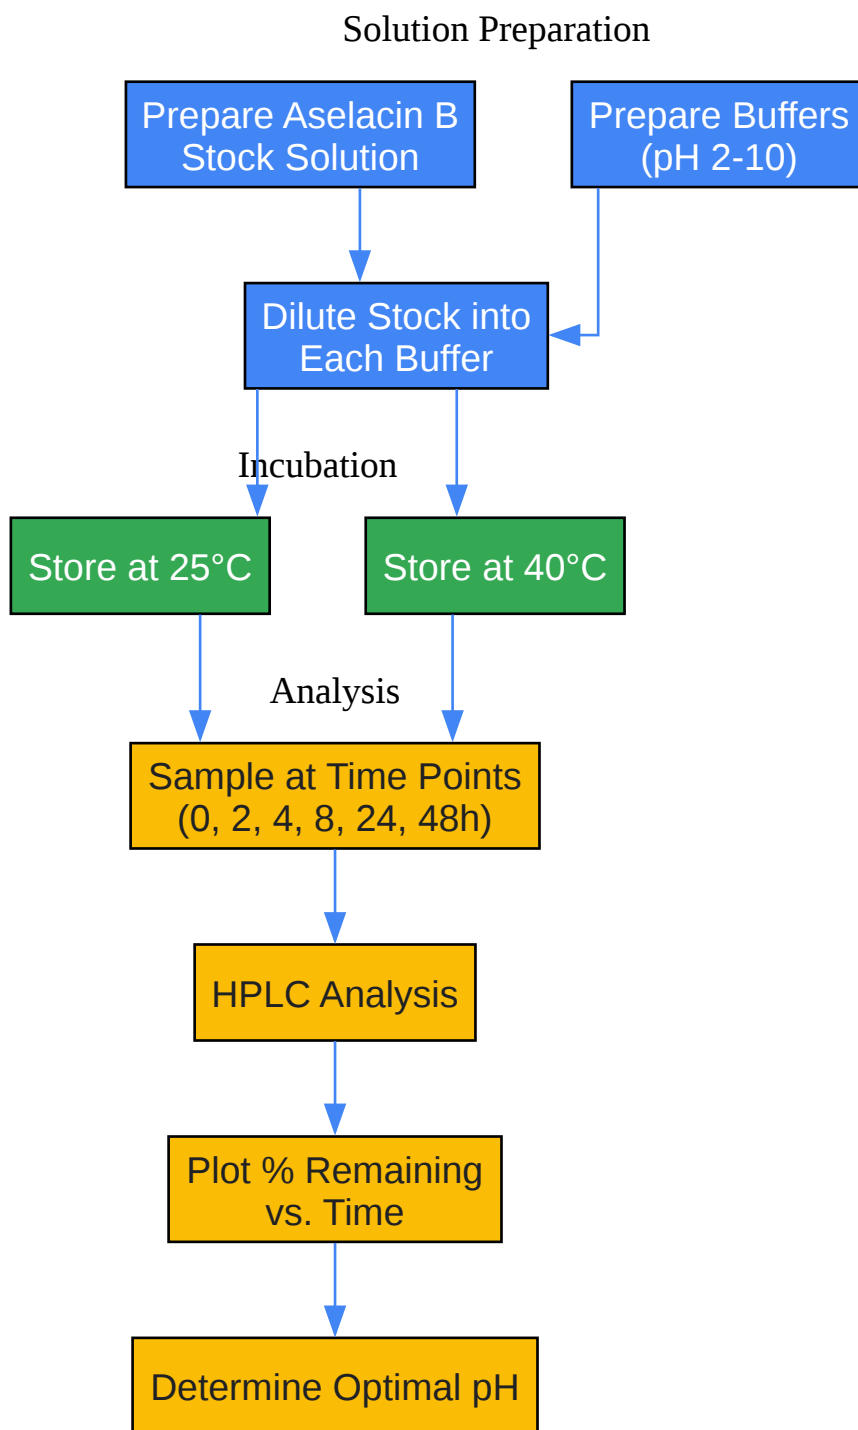 Solution Preparation
Prepare Aselacin B
Stock Solution
Prepare Buffers
(pH 2-10)
Dilute Stock into
Each Buffer
Incubation
Store at 25°C
Store at 40°C
Analysis
Sample at Time Points
(0, 2, 4, 8, 24, 48h)
HPLC Analysis
Plot % Remaining
vs. Time
Determine Optimal pH